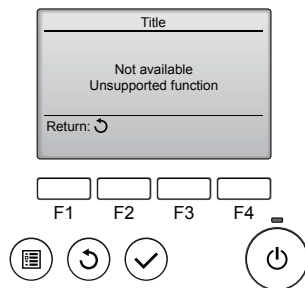 Title
Not available
Unsupported function
Return:
F1 F2 F3 F4